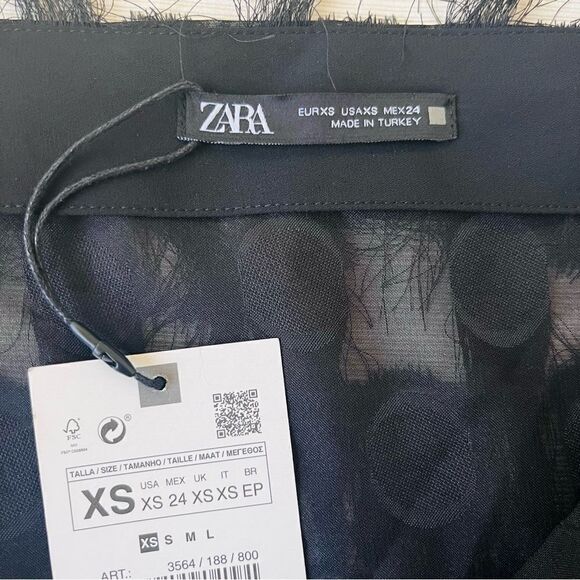 ZARA
EURXS USAXS MEX24
MADE IN TURKEY
FSC
TALLA / SIZE / TAMANHO / TAILLE / MAAT / ΜΕΓΕΘΟΣ
USA MEX UK IT BR
XS XS 24 XS XS EP
XS S M L
ART.: 3564 / 188 / 800